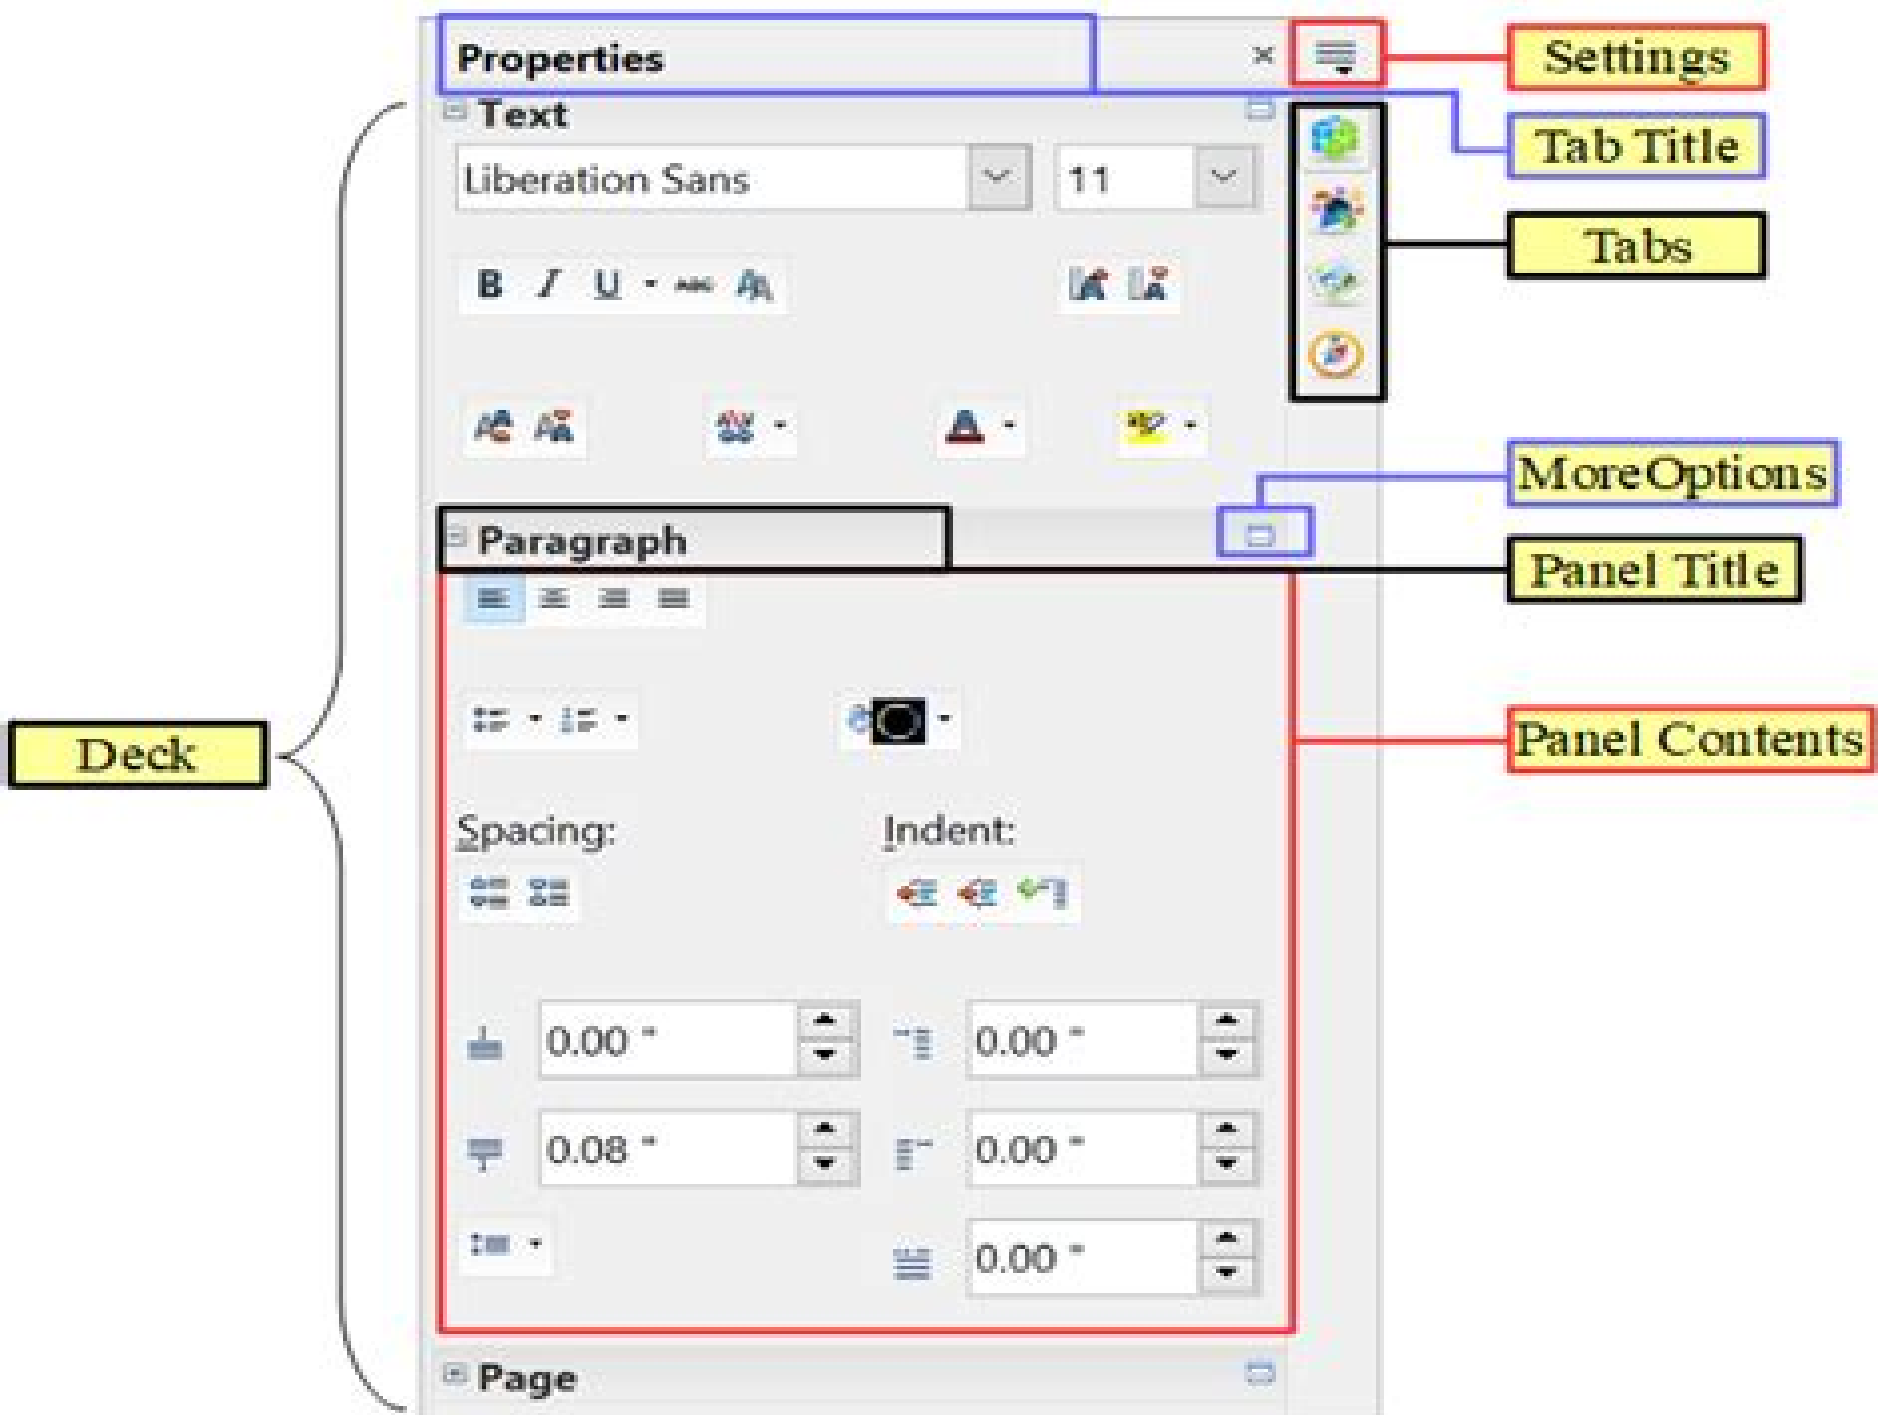 Properties
Settings
Text
Tab Title
Liberation Sans 11
Tabs
B I U ABC
MoreOptions
Paragraph
Panel Title
Deck
Panel Contents
Spacing: Indent:
0.00 " 0.00 "
0.08 " 0.00 "
0.00 "
Page